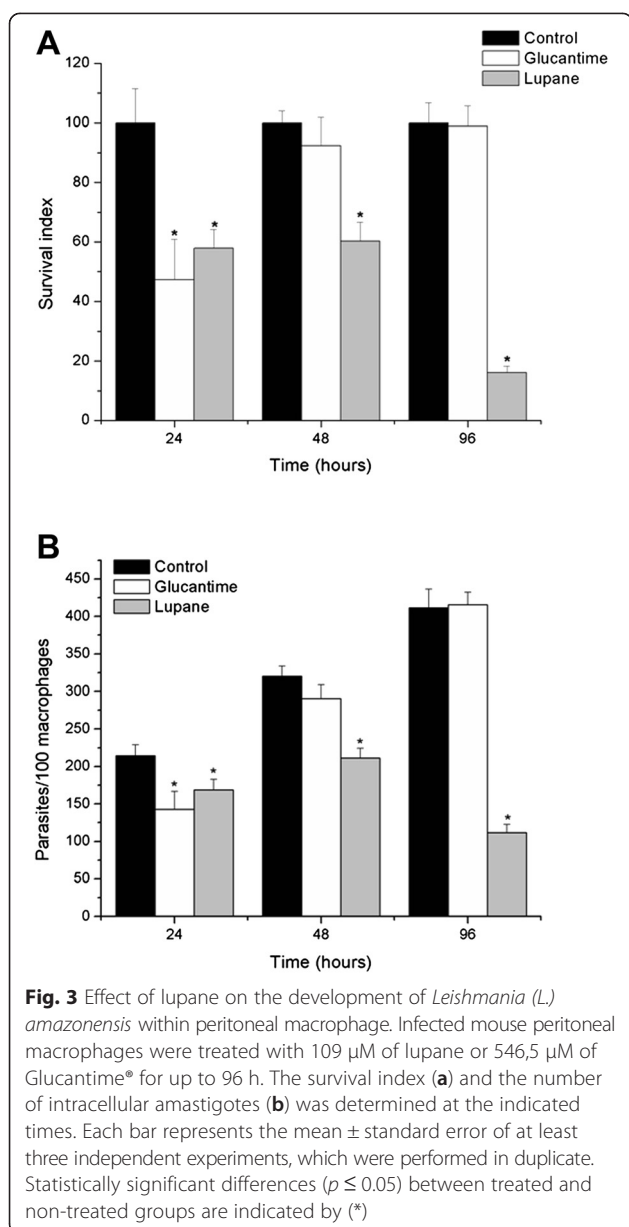 A
Control
Glucantime
Lupane
120
100
80
60
40
20
0
Survival index
* *
*
*
24 48 96
Time (hours)
B
Control
Glucantime
Lupane
450
375
300
225
150
75
0
Parasites/100 macrophages
* *
*
*
24 48 96
Time (hours)
Fig. 3 Effect of lupane on the development of Leishmania (L.)
amazonensis within peritoneal macrophage. Infected mouse peritoneal
macrophages were treated with 109 μM of lupane or 546,5 μM of
Glucantime® for up to 96 h. The survival index (a) and the number
of intracellular amastigotes (b) was determined at the indicated
times. Each bar represents the mean ± standard error of at least
three independent experiments, which were performed in duplicate.
Statistically significant differences (p ≤ 0.05) between treated and
non-treated groups are indicated by (*)